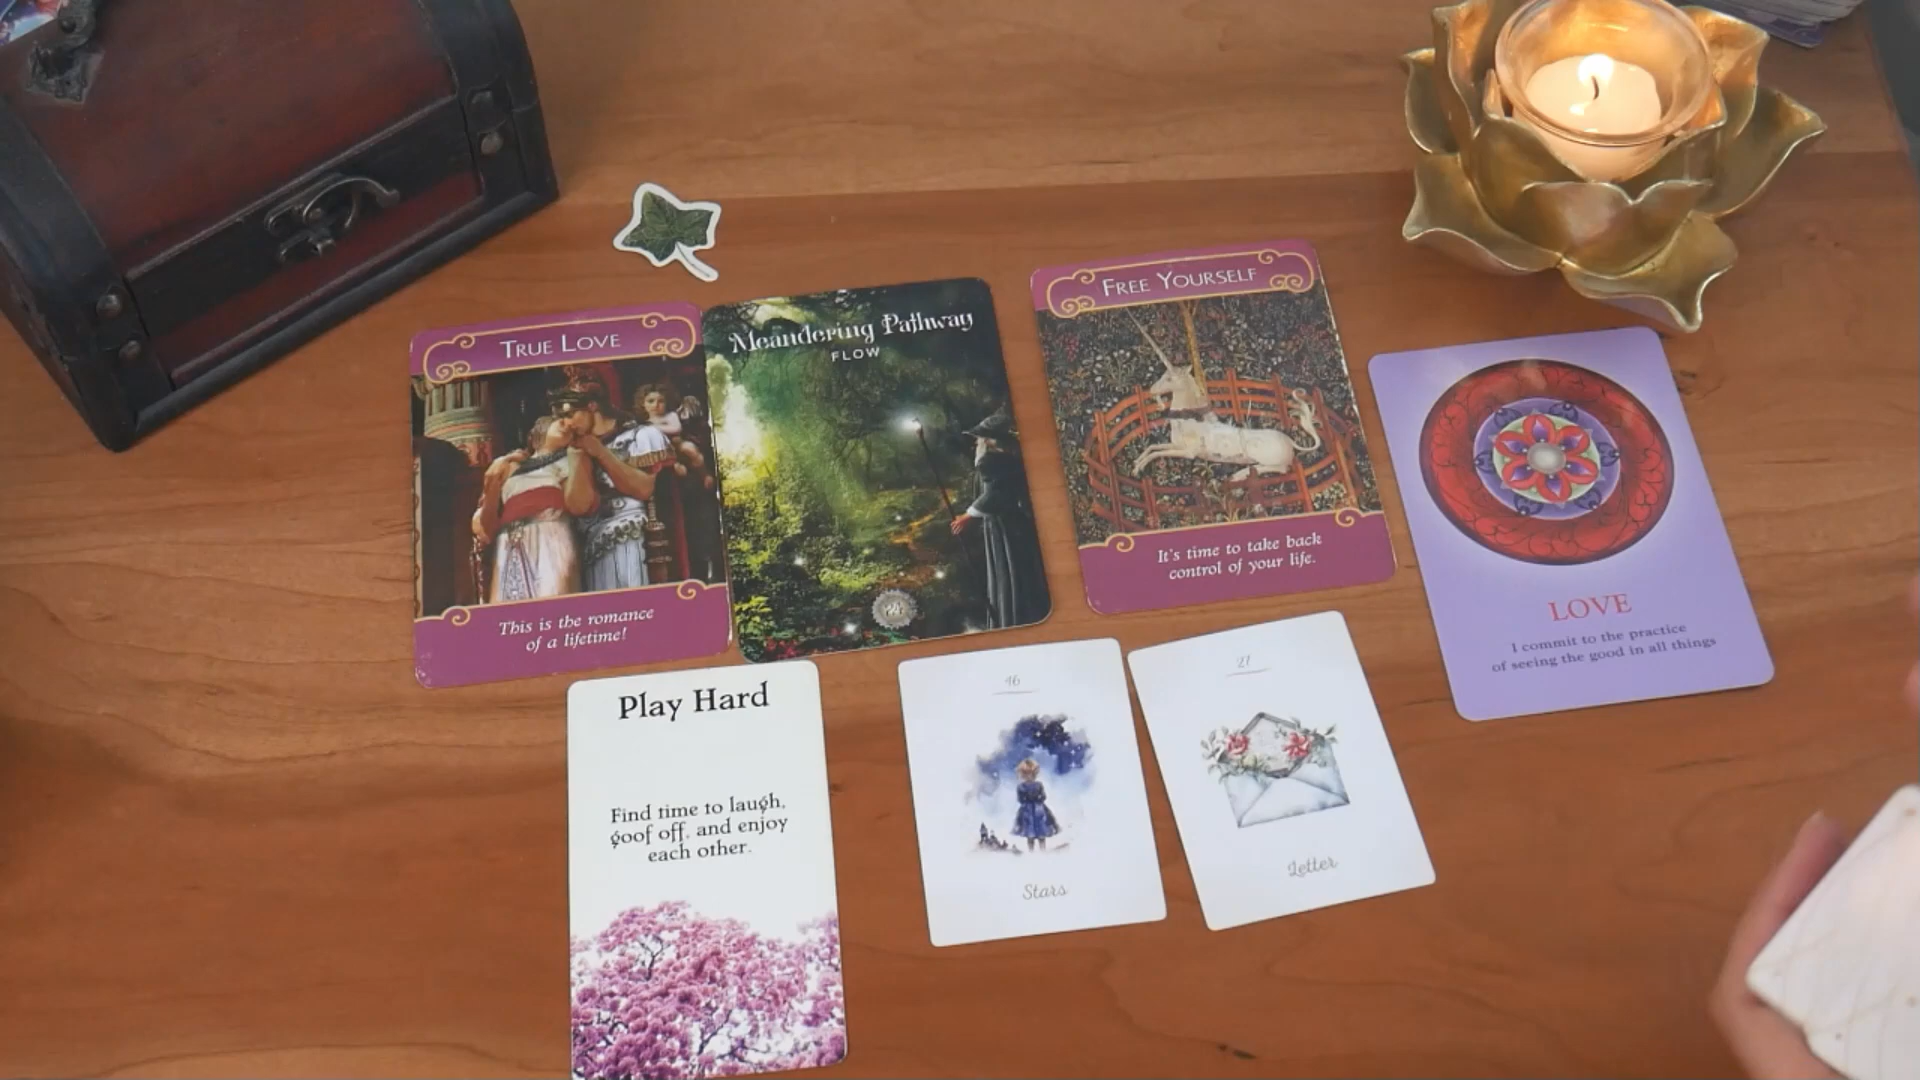 TRUE LOVE
This is the romance
of a lifetime!
Meandering Pathway
FLOW
24
FREE YOURSELF
It's time to take back
control of your life.
LOVE
I commit to the practice
of seeing the good in all things
Play Hard
Find time to laugh,
goof off, and enjoy
each other.
46
Stars
27
Letter